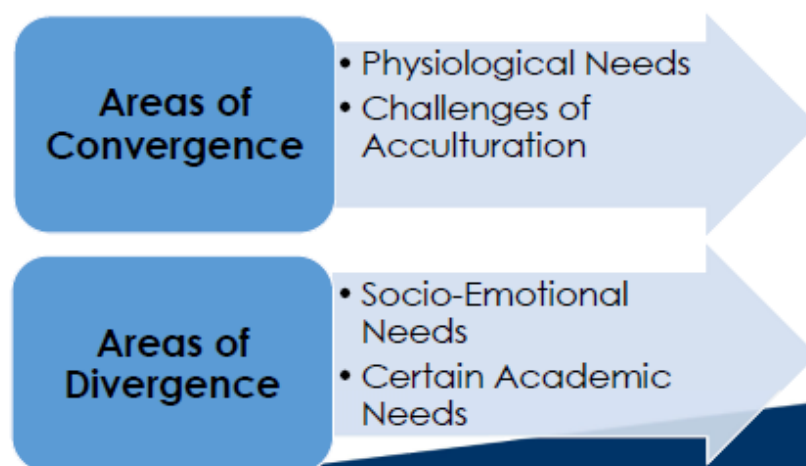 Areas of
Convergence
• Physiological Needs
• Challenges of
Acculturation
Areas of
Divergence
• Socio-Emotional
Needs
• Certain Academic
Needs